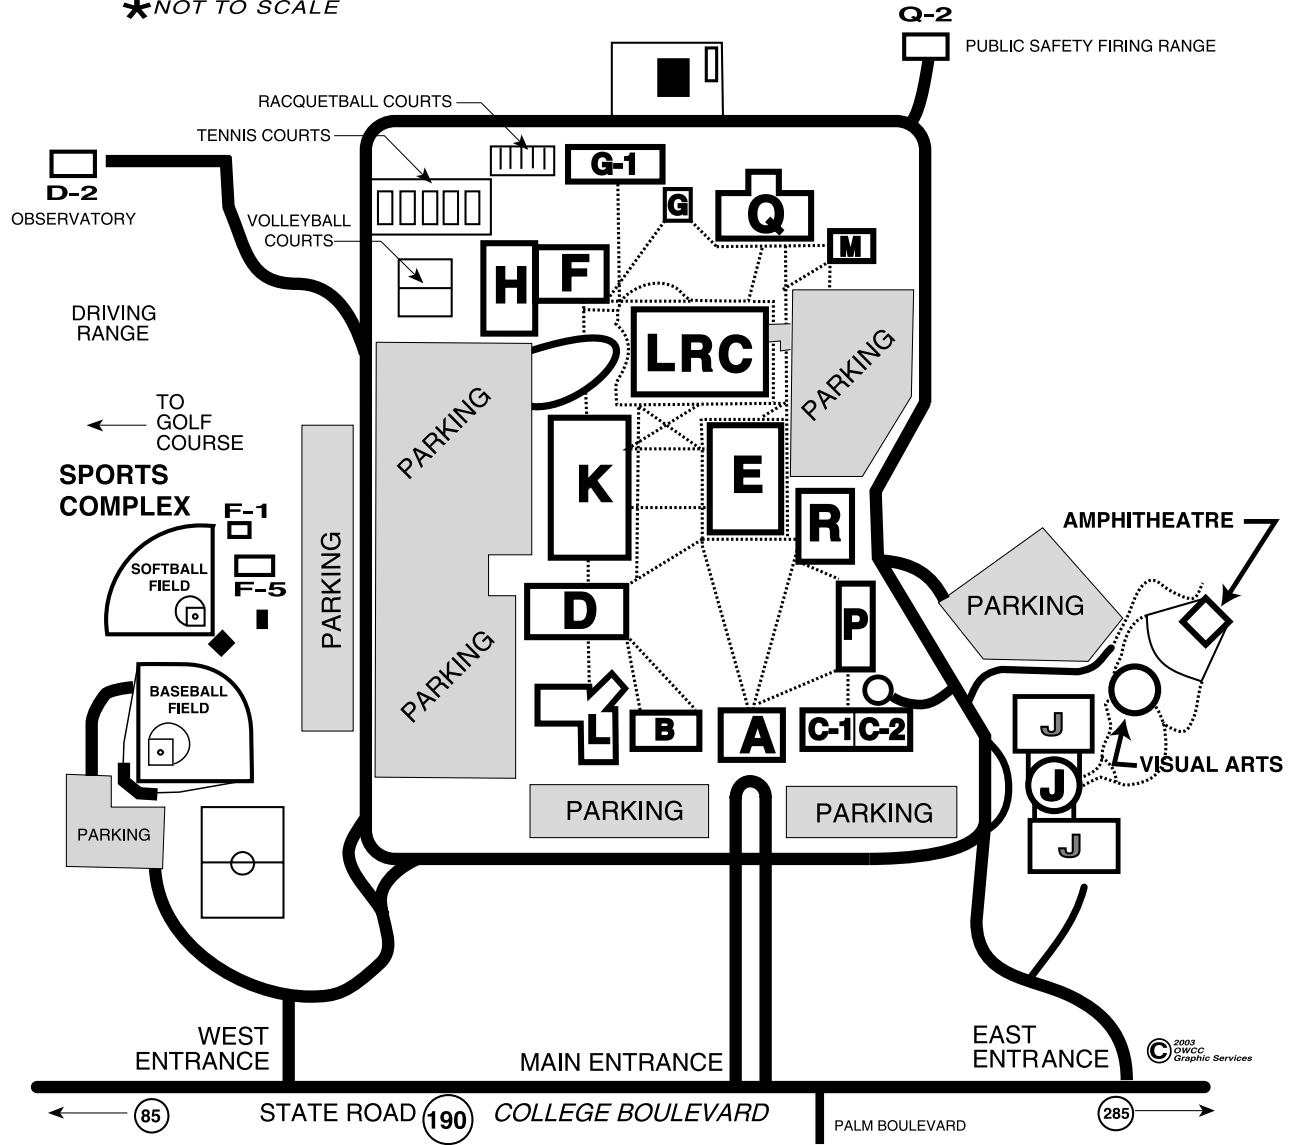 *NOT TO SCALE
Q-2
PUBLIC SAFETY FIRING RANGE
RACQUETBALL COURTS
TENNIS COURTS
G-1
D-2
OBSERVATORY
G
Q
VOLLEYBALL
COURTS
M
H
F
DRIVING
RANGE
LRC
PARKING
PARKING
TO
GOLF
COURSE
SPORTS
COMPLEX
K
E
F-1
R
AMPHITHEATRE
SOFTBALL
FIELD
F-5
PARKING
D
P
PARKING
PARKING
BASEBALL
FIELD
L
B
A
C-1
C-2
J
VISUAL ARTS
J
PARKING
PARKING
PARKING
J
WEST
ENTRANCE
MAIN ENTRANCE
EAST
ENTRANCE
© 2003
OWCC
Graphic Services
85
STATE ROAD 190 COLLEGE BOULEVARD
285
PALM BOULEVARD